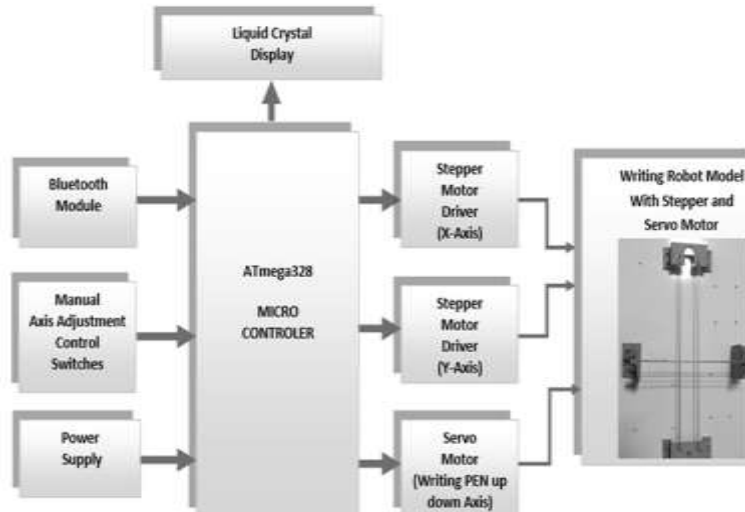 Liquid Crystal
Display
Bluetooth
Module
Manual
Axis Adjustment
Control
Switches
Power
Supply
ATmega328
MICRO
CONTROLER
Stepper
Motor
Driver
(X-Axis)
Stepper
Motor
Driver
(Y-Axis)
Servo
Motor
(Writing PEN up
down Axis)
Writing Robot Model
With Stepper and
Servo Motor